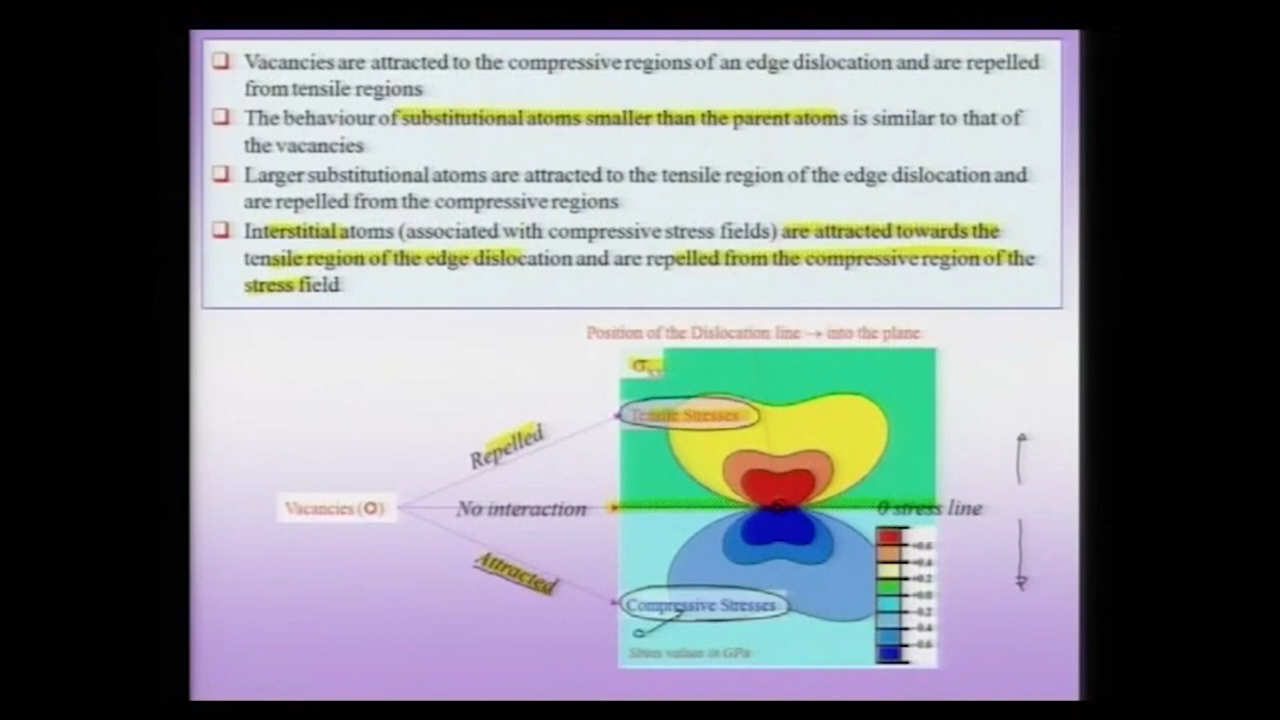 Vacancies are attracted to the compressive regions of an edge dislocation and are repelled
from tensile regions
The behaviour of substitutional atoms smaller than the parent atoms is similar to that of
the vacancies
Larger substitutional atoms are attracted to the tensile region of the edge dislocation and
are repelled from the compressive regions
Interstitial atoms (associated with compressive stress fields) are attracted towards the
tensile region of the edge dislocation and are repelled from the compressive region of the
stress field
Position of the Dislocation line → into the plane
Tensile Stresses
Repelled
Vacancies (O)
No interaction
0 stress line
Attracted
Compressive Stresses
Stress values in GPa